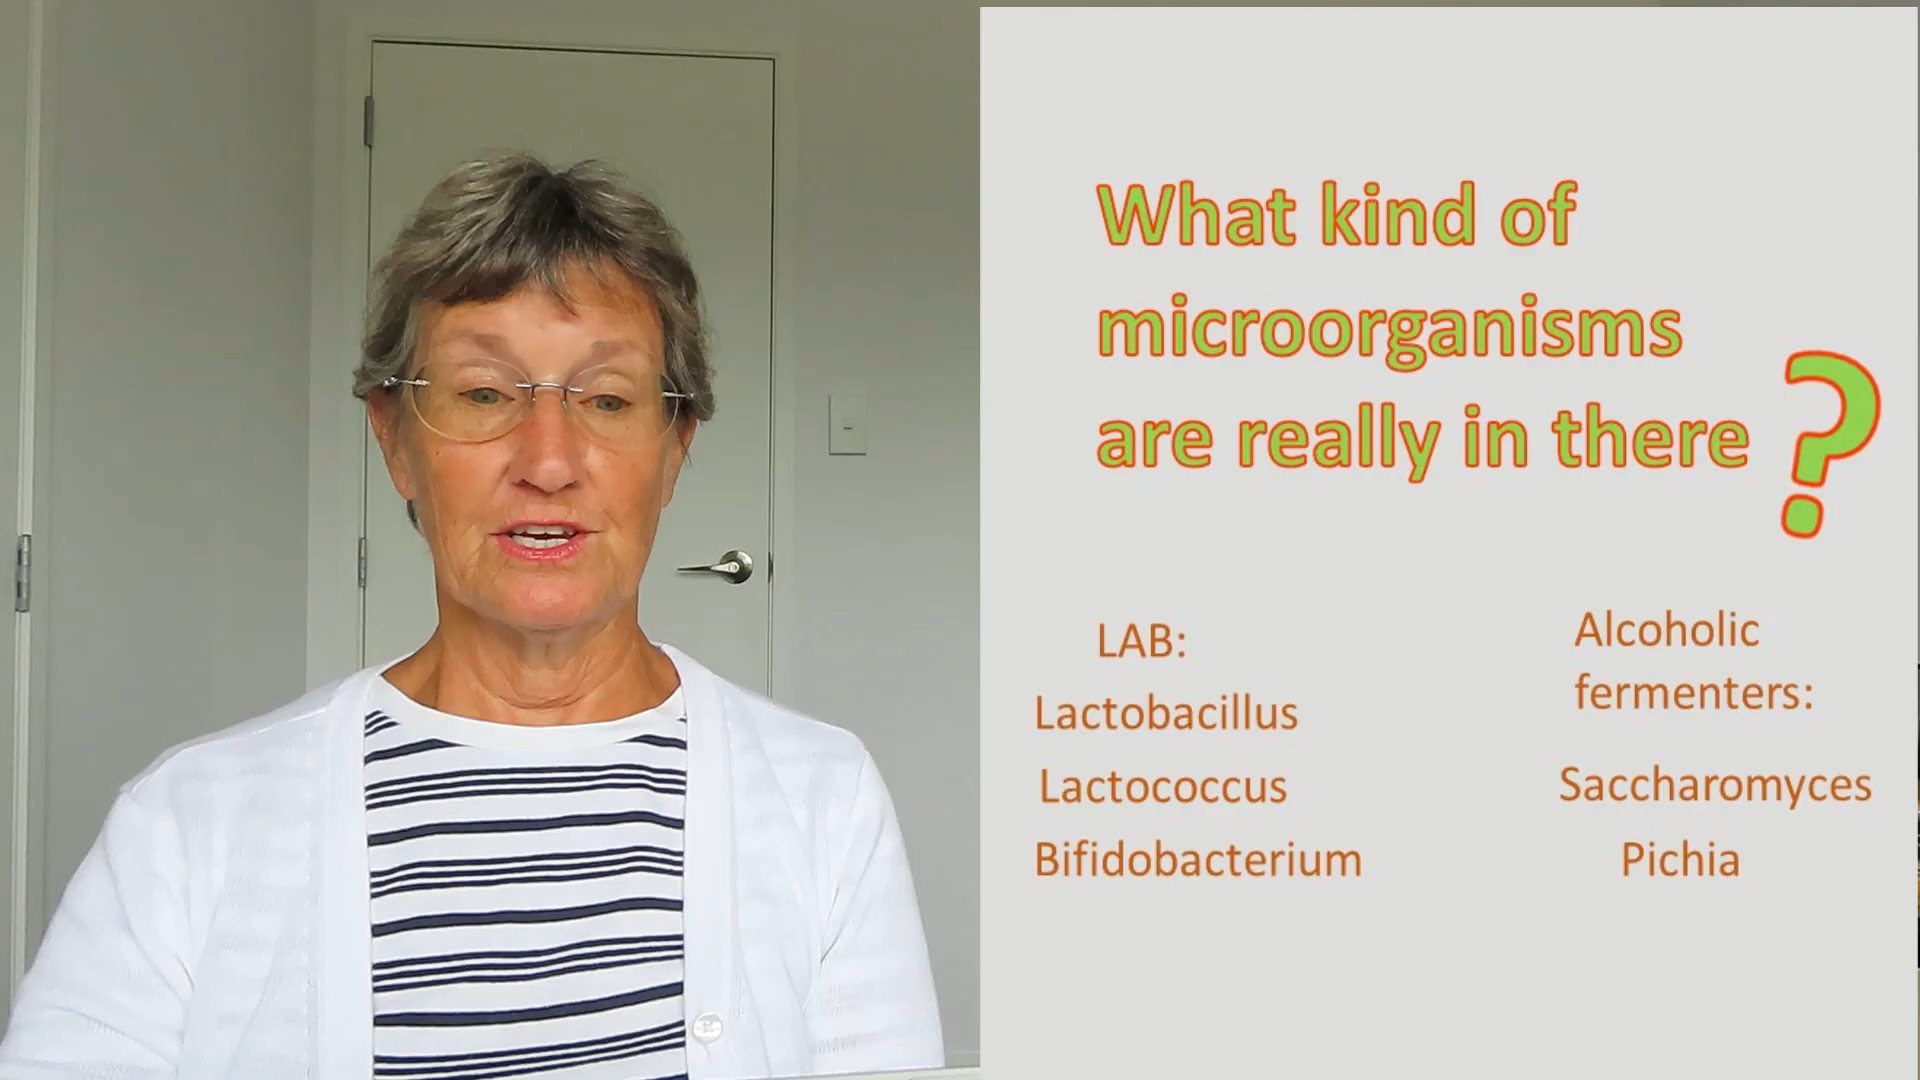 What kind of
microorganisms
are really in there?
LAB:
Lactobacillus
Lactococcus
Bifidobacterium
Alcoholic
fermenters:
Saccharomyces
Pichia